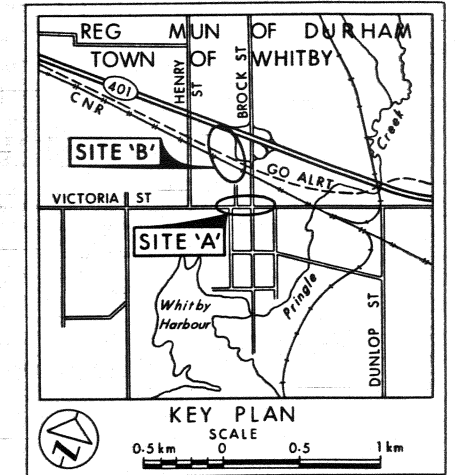 REG MUN OF DURHAM
TOWN OF WHITBY
401
CNR
HENRY ST
BROCK ST
Creek
SITE 'B'
GO ALRT
VICTORIA ST
SITE 'A'
Whitby
Harbour
Pringle
DUNLOP ST
KEY PLAN
SCALE
0.5 km 0 0.5 1 km
N